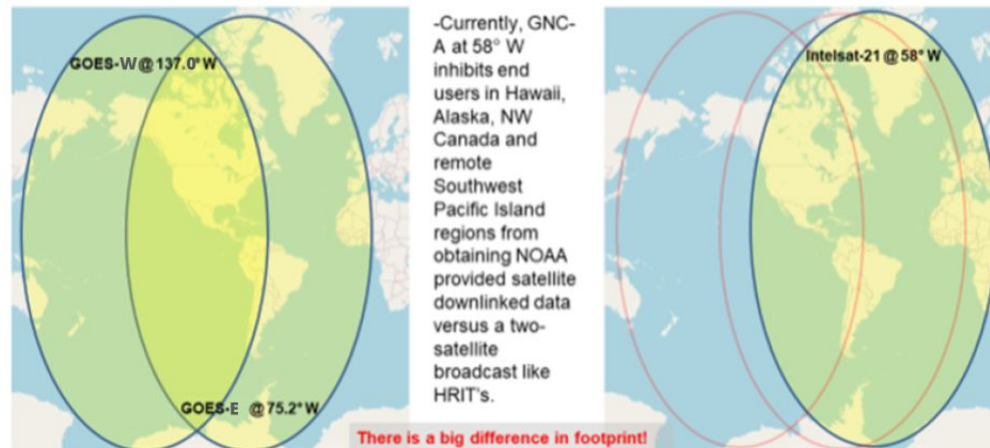 GOES-W @ 137.0° W
GOES-E @ 75.2° W
-Currently, GNC-
A at 58° W
inhibits end
users in Hawaii,
Alaska, NW
Canada and
remote
Southwest
Pacific Island
regions from
obtaining NOAA
provided satellite
downlinked data
versus a two-
satellite
broadcast like
HRIT's.
Intelsat-21 @ 58° W
There is a big difference in footprint!